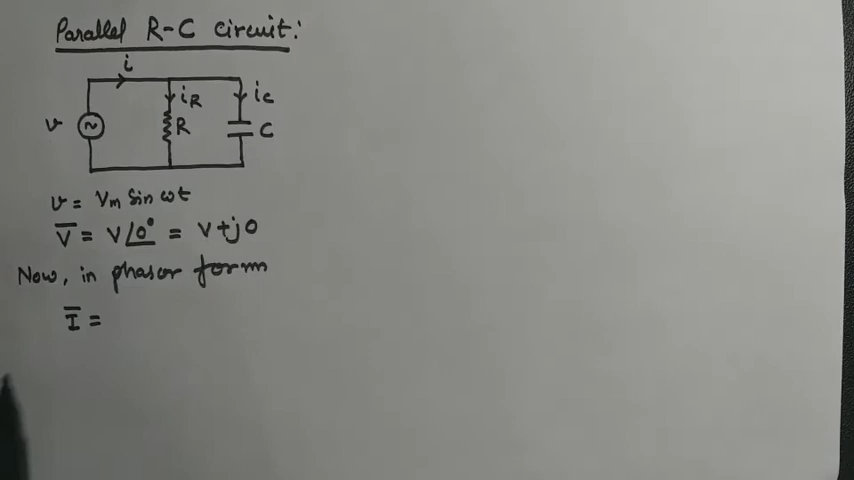 Parallel R-C circuit:
i
iR
ic
v
R
C
v = Vm sin ωt
V̅ = V∠0° = V+j0
Now, in phasor form
I̅ =